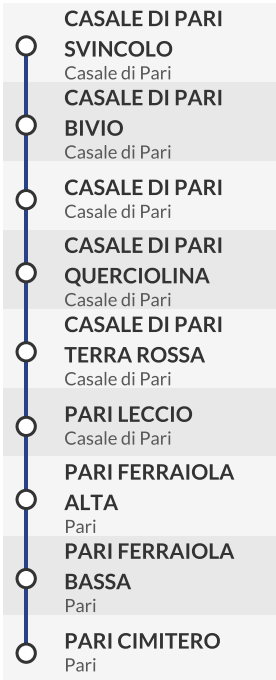 CASALE DI PARI
SVINCOLO
Casale di Pari
CASALE DI PARI
BIVIO
Casale di Pari
CASALE DI PARI
Casale di Pari
CASALE DI PARI
QUERCIOLINA
Casale di Pari
CASALE DI PARI
TERRA ROSSA
Casale di Pari
PARI LECCIO
Casale di Pari
PARI FERRAIOLA
ALTA
Pari
PARI FERRAIOLA
BASSA
Pari
PARI CIMITERO
Pari